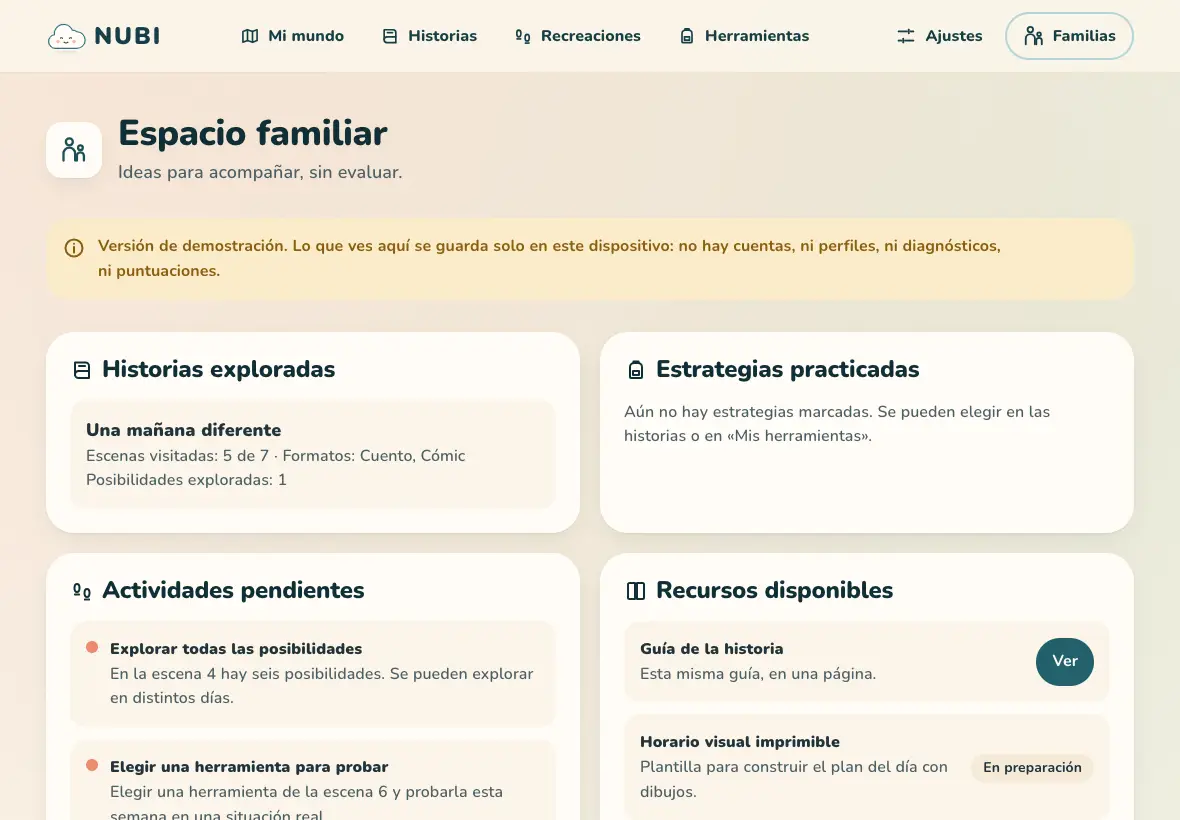 NUBI
Mi mundo
Historias
Recreaciones
Herramientas
Ajustes
Familias
Espacio familiar
Ideas para acompañar, sin evaluar.
Versión de demostración. Lo que ves aquí se guarda solo en este dispositivo: no hay cuentas, ni perfiles, ni diagnósticos,
ni puntuaciones.
Historias exploradas
Una mañana diferente
Escenas visitadas: 5 de 7 · Formatos: Cuento, Cómic
Posibilidades exploradas: 1
Estrategias practicadas
Aún no hay estrategias marcadas. Se pueden elegir en las
historias o en «Mis herramientas».
Actividades pendientes
Explorar todas las posibilidades
En la escena 4 hay seis posibilidades. Se pueden explorar
en distintos días.
Elegir una herramienta para probar
Elegir una herramienta de la escena 6 y probarla esta
semana en una situación real
Recursos disponibles
Guía de la historia
Esta misma guía, en una página.
Ver
Horario visual imprimible
Plantilla para construir el plan del día con
dibujos.
En preparación